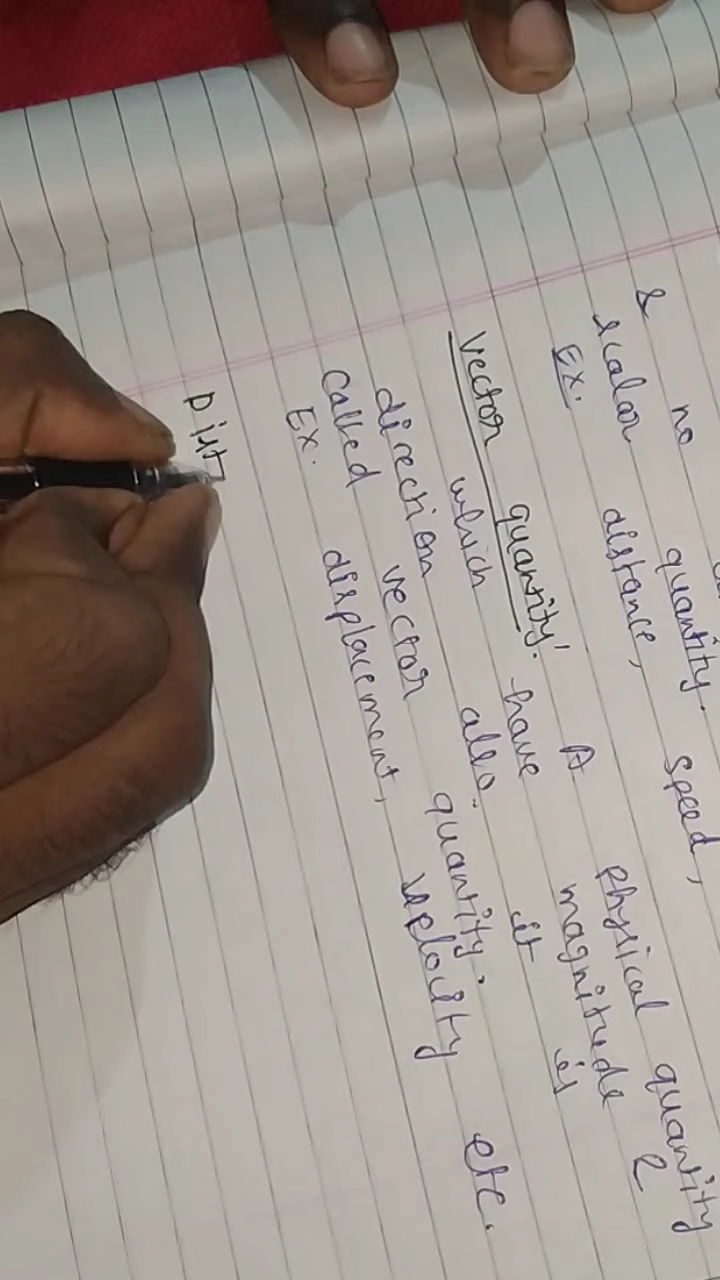 & no
scalar quantity.
Ex. distance, speed,
Vector quantity: A physical quantity
which have magnitude &
direction also. it is
called vector quantity.
Ex. displacement, velocity etc.
Dist